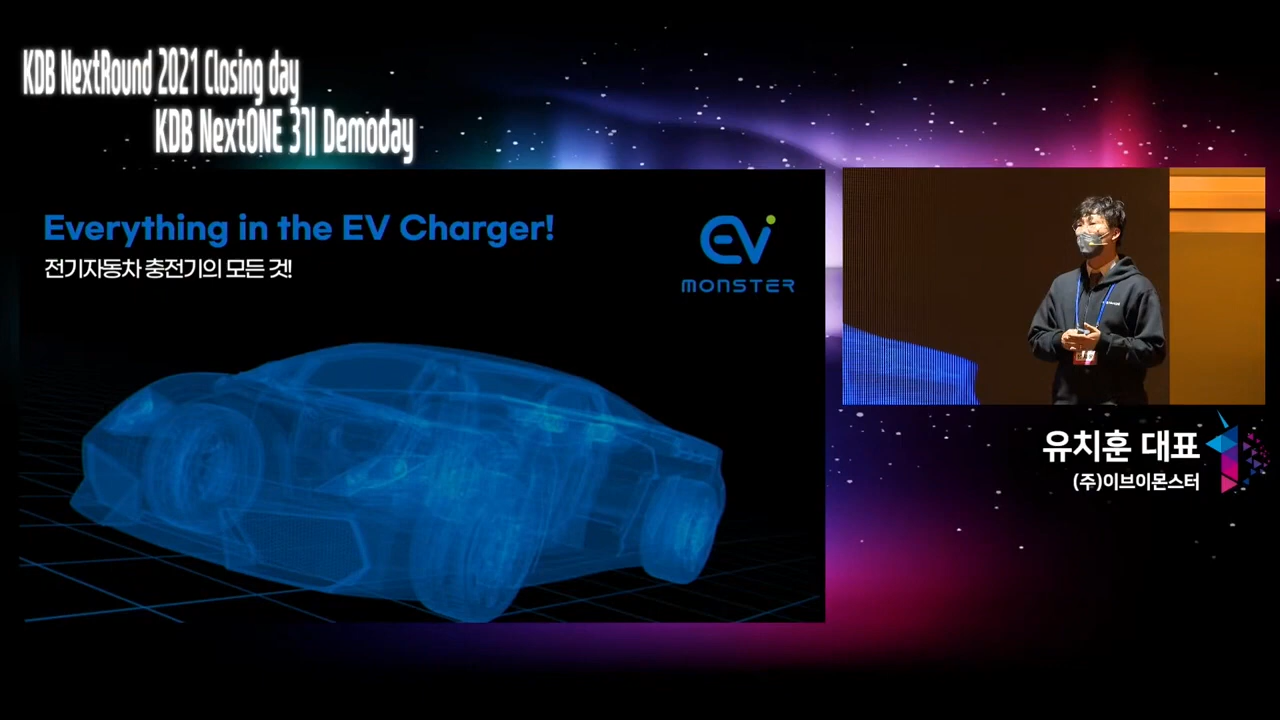 KDB NextRound 2021 Closing day
KDB NextONE 3기 Demoday
Everything in the EV Charger!
전기자동차 충전기의 모든 것!
EV
MONSTER
유치훈 대표
(주)이브이몬스터